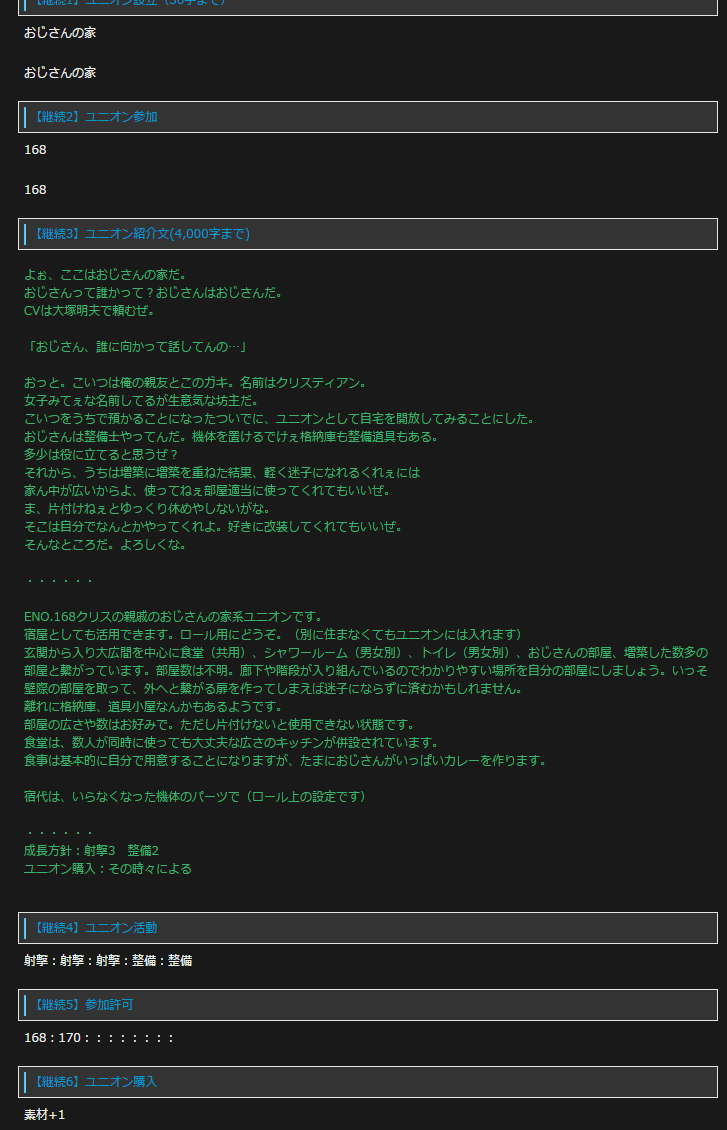 【継続1】ユニオン設立（36字まで）
おじさんの家
おじさんの家
【継続2】ユニオン参加
168
168
【継続3】ユニオン紹介文(4,000字まで)
よぉ、ここはおじさんの家だ。
おじさんって誰かって？おじさんはおじさんだ。
CVは大塚明夫で頼むぜ。
「おじさん、誰に向かって話してんの…」
おっと。こいつは俺の親友とこのガキ。名前はクリスティアン。
女子みてぇな名前してるが生意気な坊主だ。
こいつをうちで預かることになったついでに、ユニオンとして自宅を開放してみることにした。
おじさんは整備士やってんだ。機体を置けるでけぇ格納庫も整備道具もある。
多少は役に立てると思うぜ？
それから、うちは増築に増築を重ねた結果、軽く迷子になれるくれぇには
家ん中が広いからよ、使ってねぇ部屋適当に使ってくれてもいいぜ。
ま、片付けねぇとゆっくり休めやしないがな。
そこは自分でなんとかやってくれよ。好きに改装してくれてもいいぜ。
そんなところだ。よろしくな。
・・・・・・
ENO.168クリスの親戚のおじさんの家系ユニオンです。
宿屋としても活用できます。ロール用にどうぞ。（別に住まなくてもユニオンには入れます）
玄関から入り大広間を中心に食堂（共用）、シャワールーム（男女別）、トイレ（男女別）、おじさんの部屋、増築した数多の
部屋と繋がっています。部屋数は不明。廊下や階段が入り組んでいるのでわかりやすい場所を自分の部屋にしましょう。いっそ
壁際の部屋を取って、外へと繋がる扉を作ってしまえば迷子にならずに済むかもしれません。
離れに格納庫、道具小屋なんかもあるようです。
部屋の広さや数はお好みで。ただし片付けないと使用できない状態です。
食堂は、数人が同時に使っても大丈夫な広さのキッチンが併設されています。
食事は基本的に自分で用意することになりますが、たまにおじさんがいっぱいカレーを作ります。
宿代は、いらなくなった機体のパーツで（ロール上の設定です）
・・・・・・
成長方針：射撃3　整備2
ユニオン購入：その時々による
【継続4】ユニオン活動
射撃：射撃：射撃：整備：整備
【継続5】参加許可
168：170：：：：：：：：
【継続6】ユニオン購入
素材+1